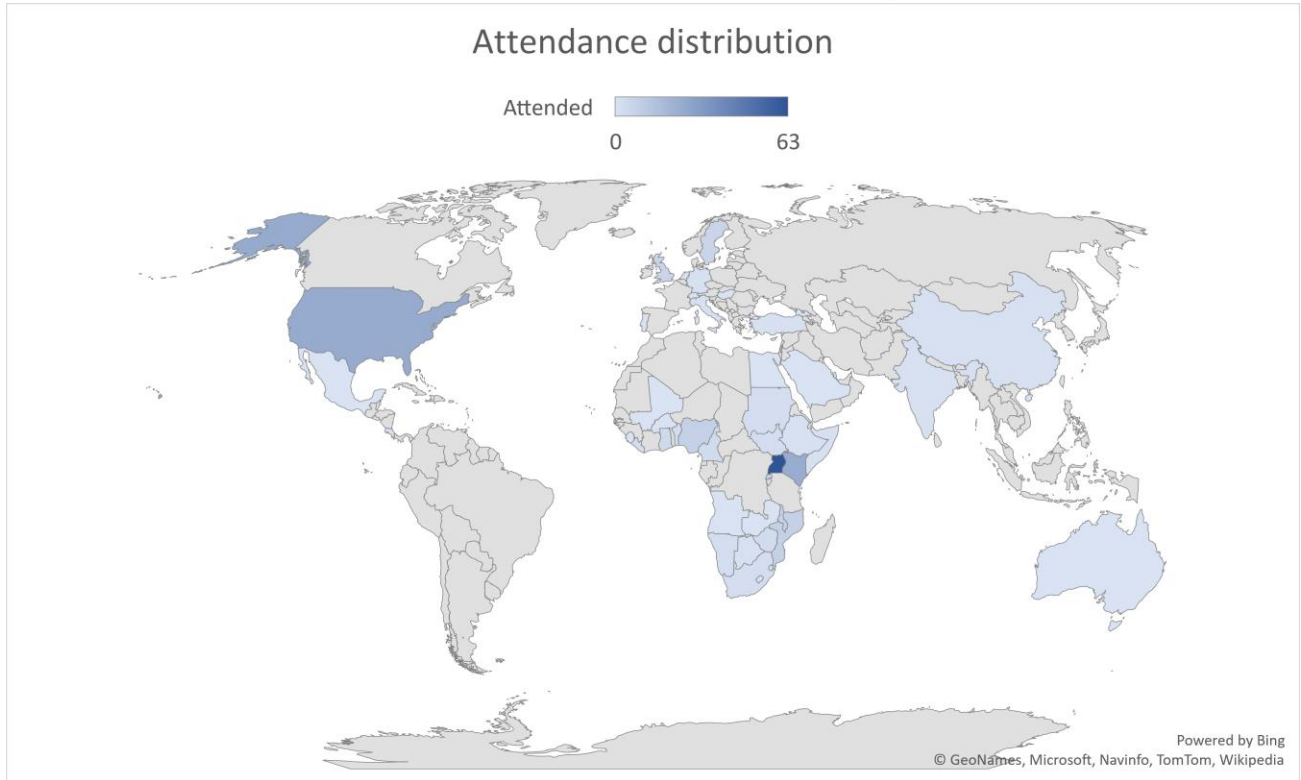 Attendance distribution
Attended
0 63
Powered by Bing
© GeoNames, Microsoft, Navinfo, TomTom, Wikipedia